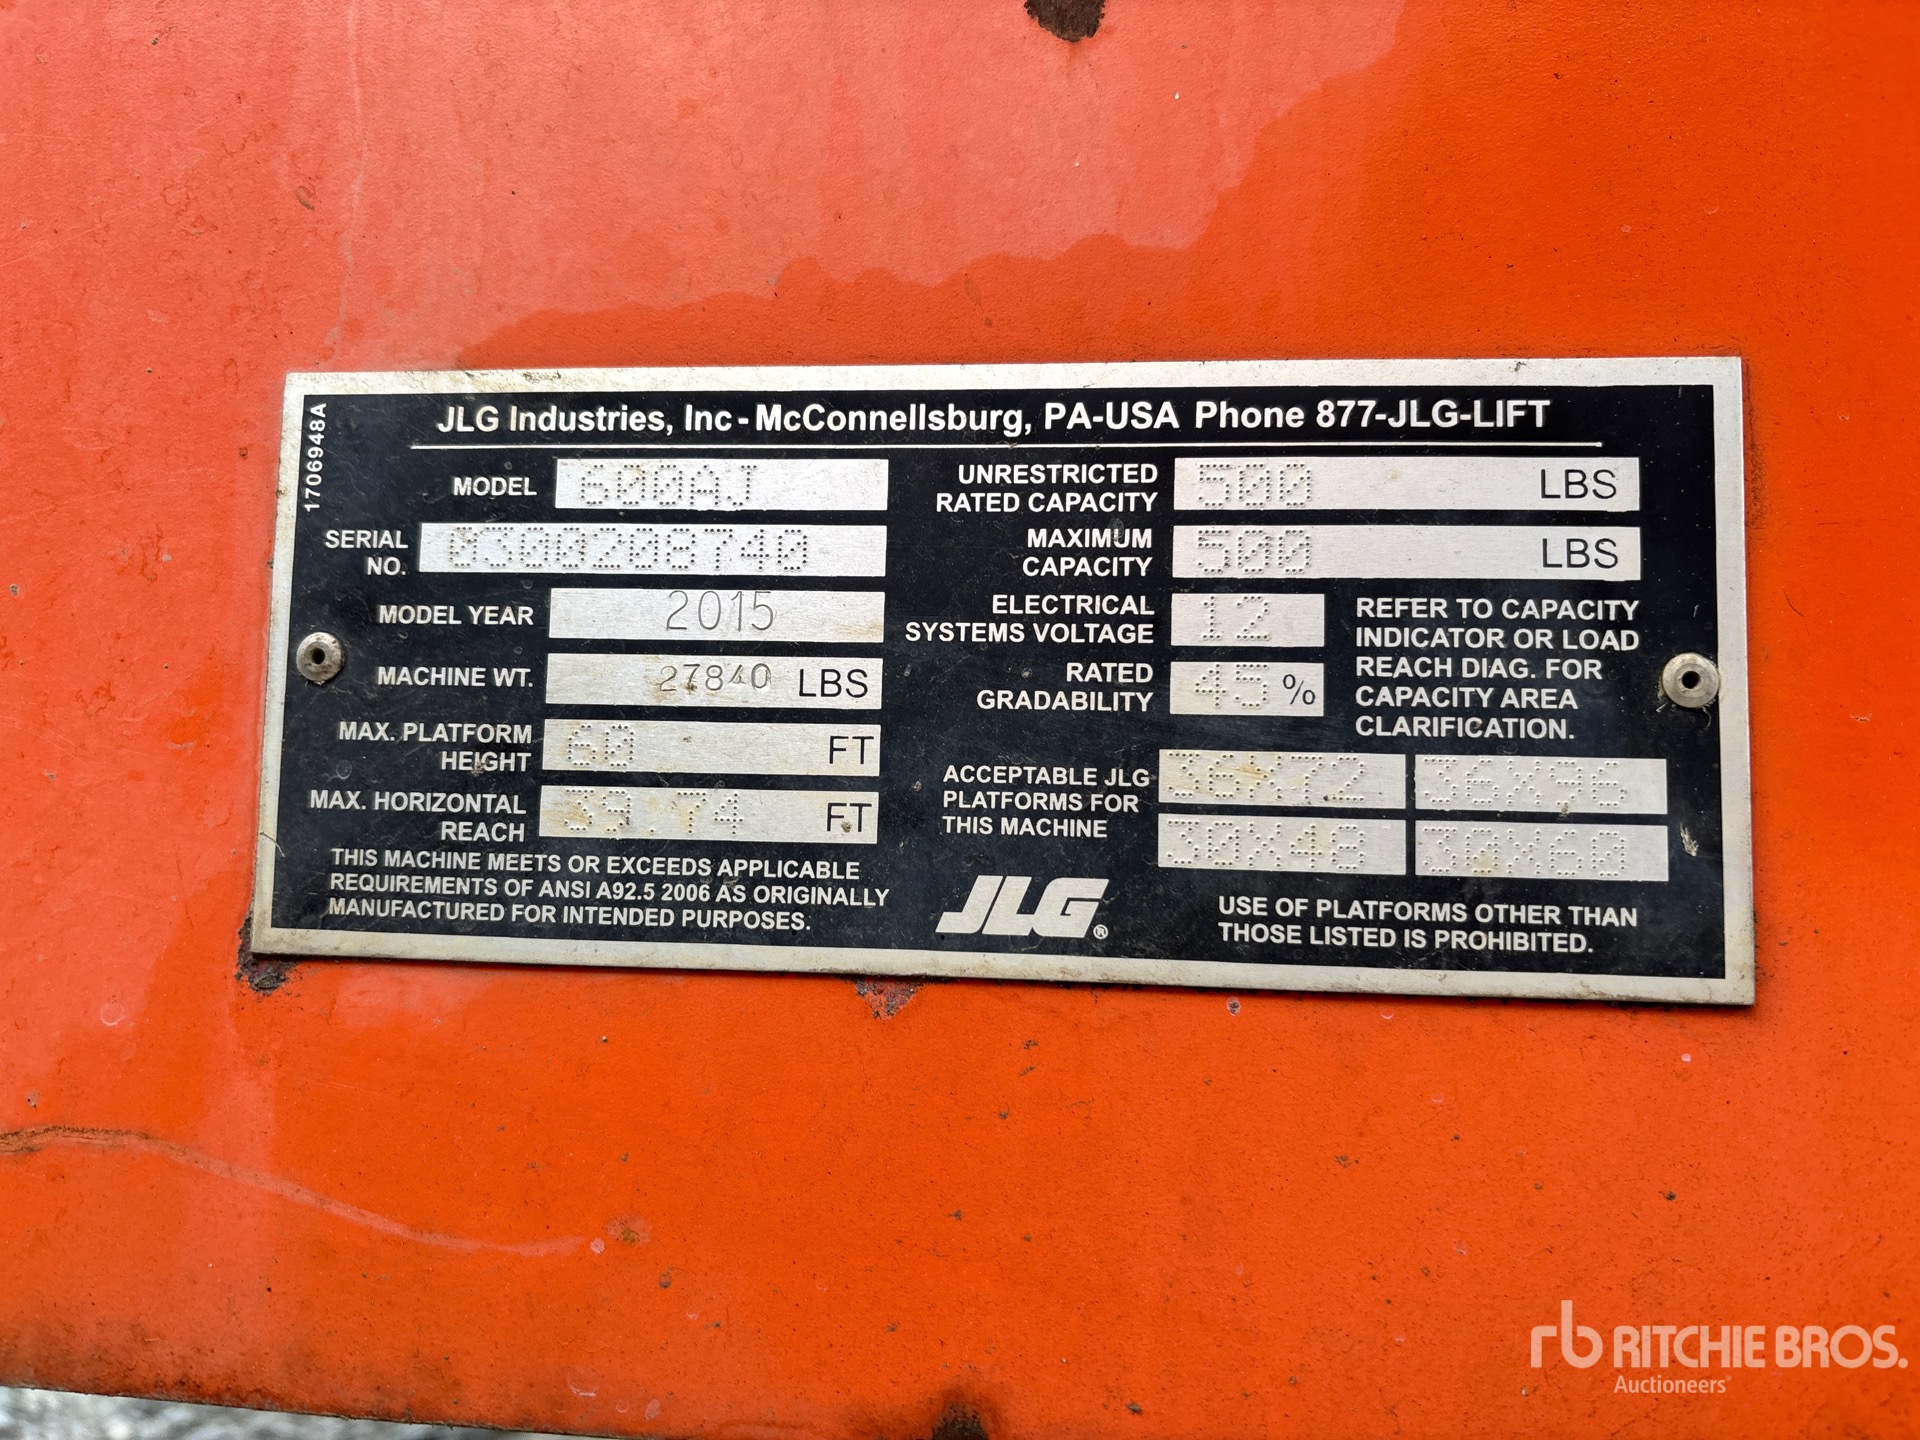 JLG Industries, Inc - McConnellsburg, PA-USA Phone 877-JLG-LIFT
1706948A
MODEL 600AJ
SERIAL NO. 0300208740
MODEL YEAR 2015
MACHINE WT. 27840 LBS
MAX. PLATFORM HEIGHT 60 FT
MAX. HORIZONTAL REACH 39.74 FT
THIS MACHINE MEETS OR EXCEEDS APPLICABLE
REQUIREMENTS OF ANSI A92.5 2006 AS ORIGINALLY
MANUFACTURED FOR INTENDED PURPOSES.
UNRESTRICTED
RATED CAPACITY 500 LBS
MAXIMUM
CAPACITY 500 LBS
ELECTRICAL
SYSTEMS VOLTAGE 12
RATED
GRADABILITY 45 %
REFER TO CAPACITY
INDICATOR OR LOAD
REACH DIAG. FOR
CAPACITY AREA
CLARIFICATION.
ACCEPTABLE JLG
PLATFORMS FOR
THIS MACHINE
36X72 36X96
30X48 30X60
JLG®
USE OF PLATFORMS OTHER THAN
THOSE LISTED IS PROHIBITED.
rb RITCHIE BROS.
Auctioneers